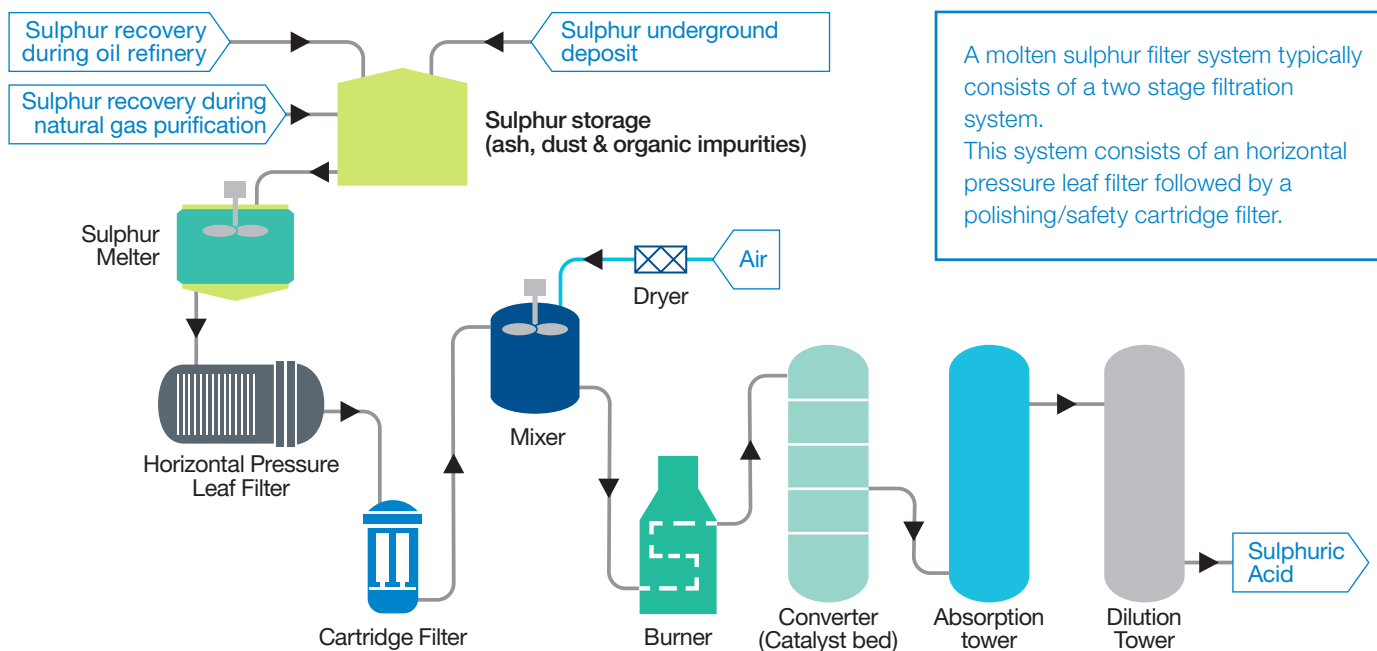 Sulphur recovery
during oil refinery
Sulphur underground
deposit
Sulphur recovery during
natural gas purification
Sulphur storage
(ash, dust & organic impurities)
A molten sulphur filter system typically
consists of a two stage filtration
system.
This system consists of an horizontal
pressure leaf filter followed by a
polishing/safety cartridge filter.
Sulphur
Melter
Air
Dryer
Mixer
Horizontal Pressure
Leaf Filter
Cartridge Filter
Burner
Converter
(Catalyst bed)
Absorption
tower
Dilution
Tower
Sulphuric
Acid